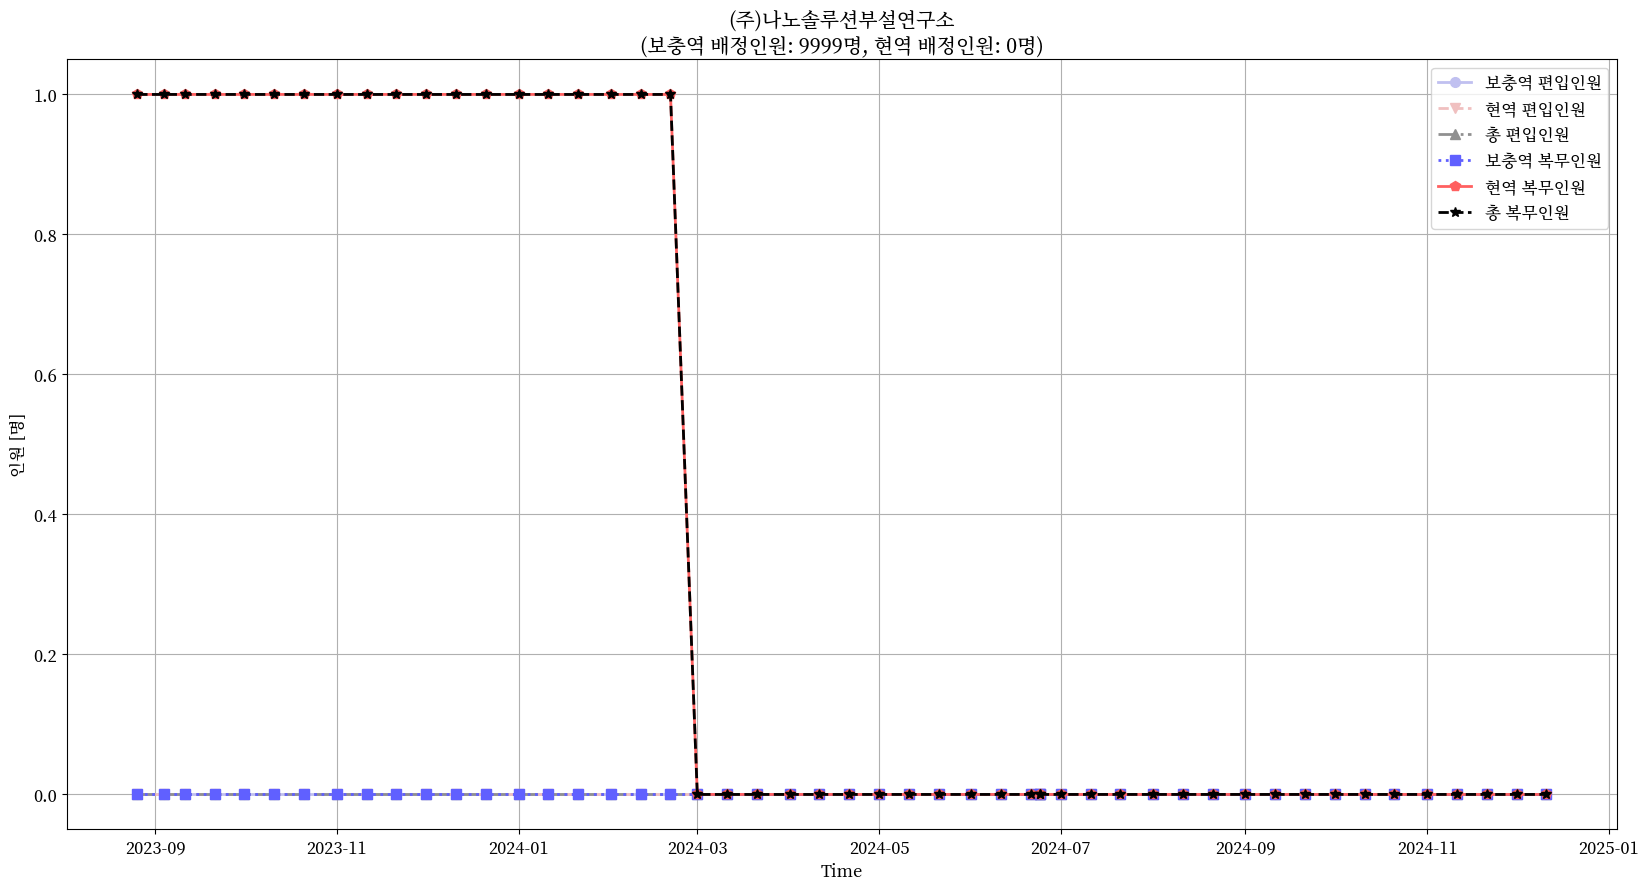 (주)나노솔루션부설연구소
(보충역 배정인원: 9999명, 현역 배정인원: 0명)
보충역 편입인원
현역 편입인원
총 편입인원
보충역 복무인원
현역 복무인원
총 복무인원
1.0
0.8
0.6
0.4
0.2
0.0
인원 [명]
2023-09
2023-11
2024-01
2024-03
2024-05
2024-07
2024-09
2024-11
2025-01
Time